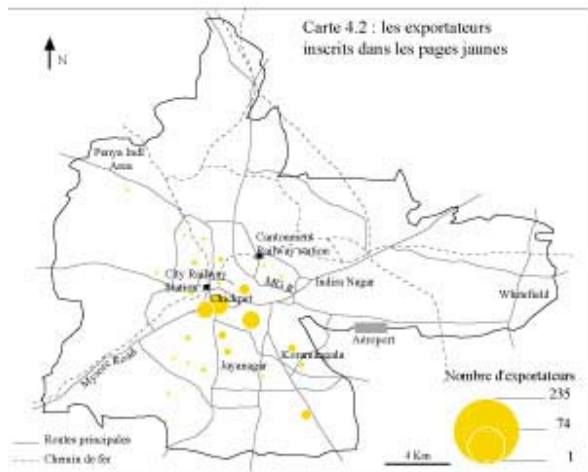 Carte 4.2 : les exportateurs
inscrits dans les pages jaunes
N
Penya Indl
Area
Cantonment
Railway station
City Railway
Station
MG R
Indira Nagar
Chickpet
Whitefield
Aéroport
Mysore Road
Koramangala
Jayanagar
Nombre d'exportateurs
235
74
1
Routes principales
Chemin de fer
4 Km